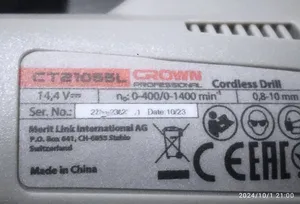 CT21055L CROWN
PROFESSIONAL Cordless Drill
14,4 V n₀: 0-400/0-1400 min⁻¹ 0,8-10 mm
Ser. No.: Date 10/23
Merit Link International AG
P.O. Box 641, CH-6855 Stabio
Switzerland
Made in China
CE EAC
2024/10/1 21:00